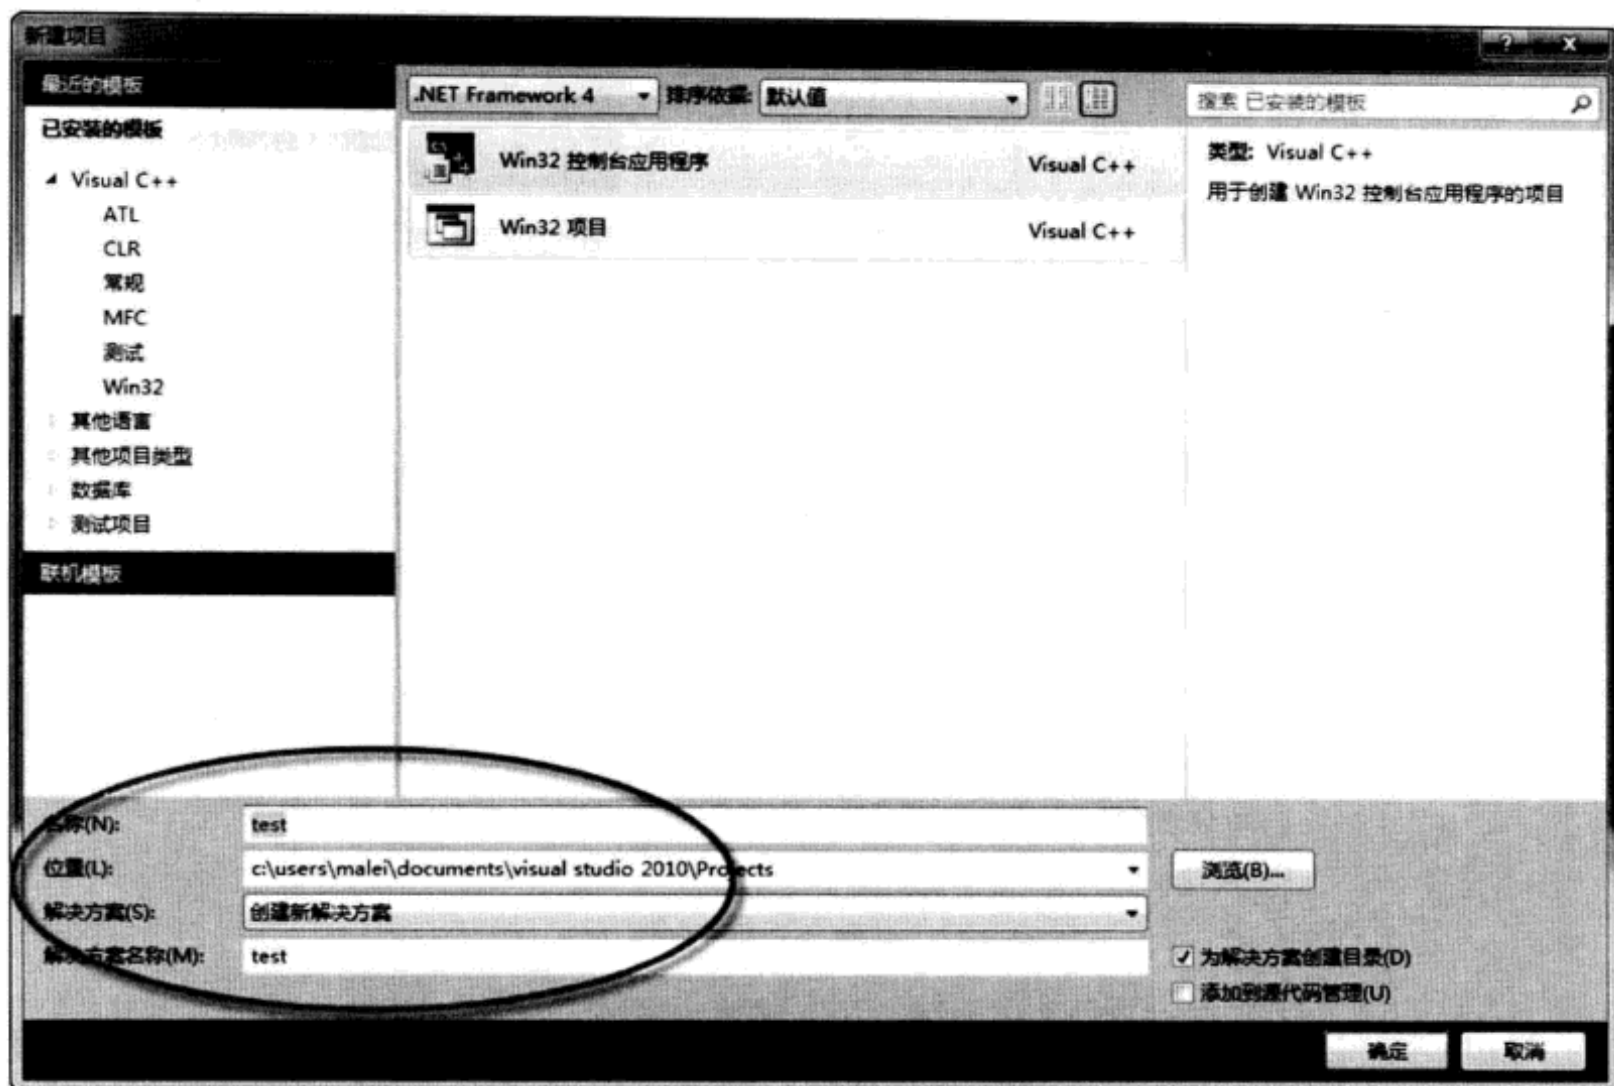 新建项目
最近的模板
已安装的模板
Visual C++
ATL
CLR
常规
MFC
测试
Win32
其他语言
其他项目类型
数据库
测试项目
联机模板
.NET Framework 4 排序依据: 默认值
Win32 控制台应用程序 Visual C++
Win32 项目 Visual C++
搜索 已安装的模板
类型: Visual C++
用于创建 Win32 控制台应用程序的项目
名称(N): test
位置(L): c:\users\malei\documents\visual studio 2010\Projects 浏览(B)...
解决方案(S): 创建新解决方案
解决方案名称(M): test
为解决方案创建目录(D)
添加到源代码管理(U)
确定 取消